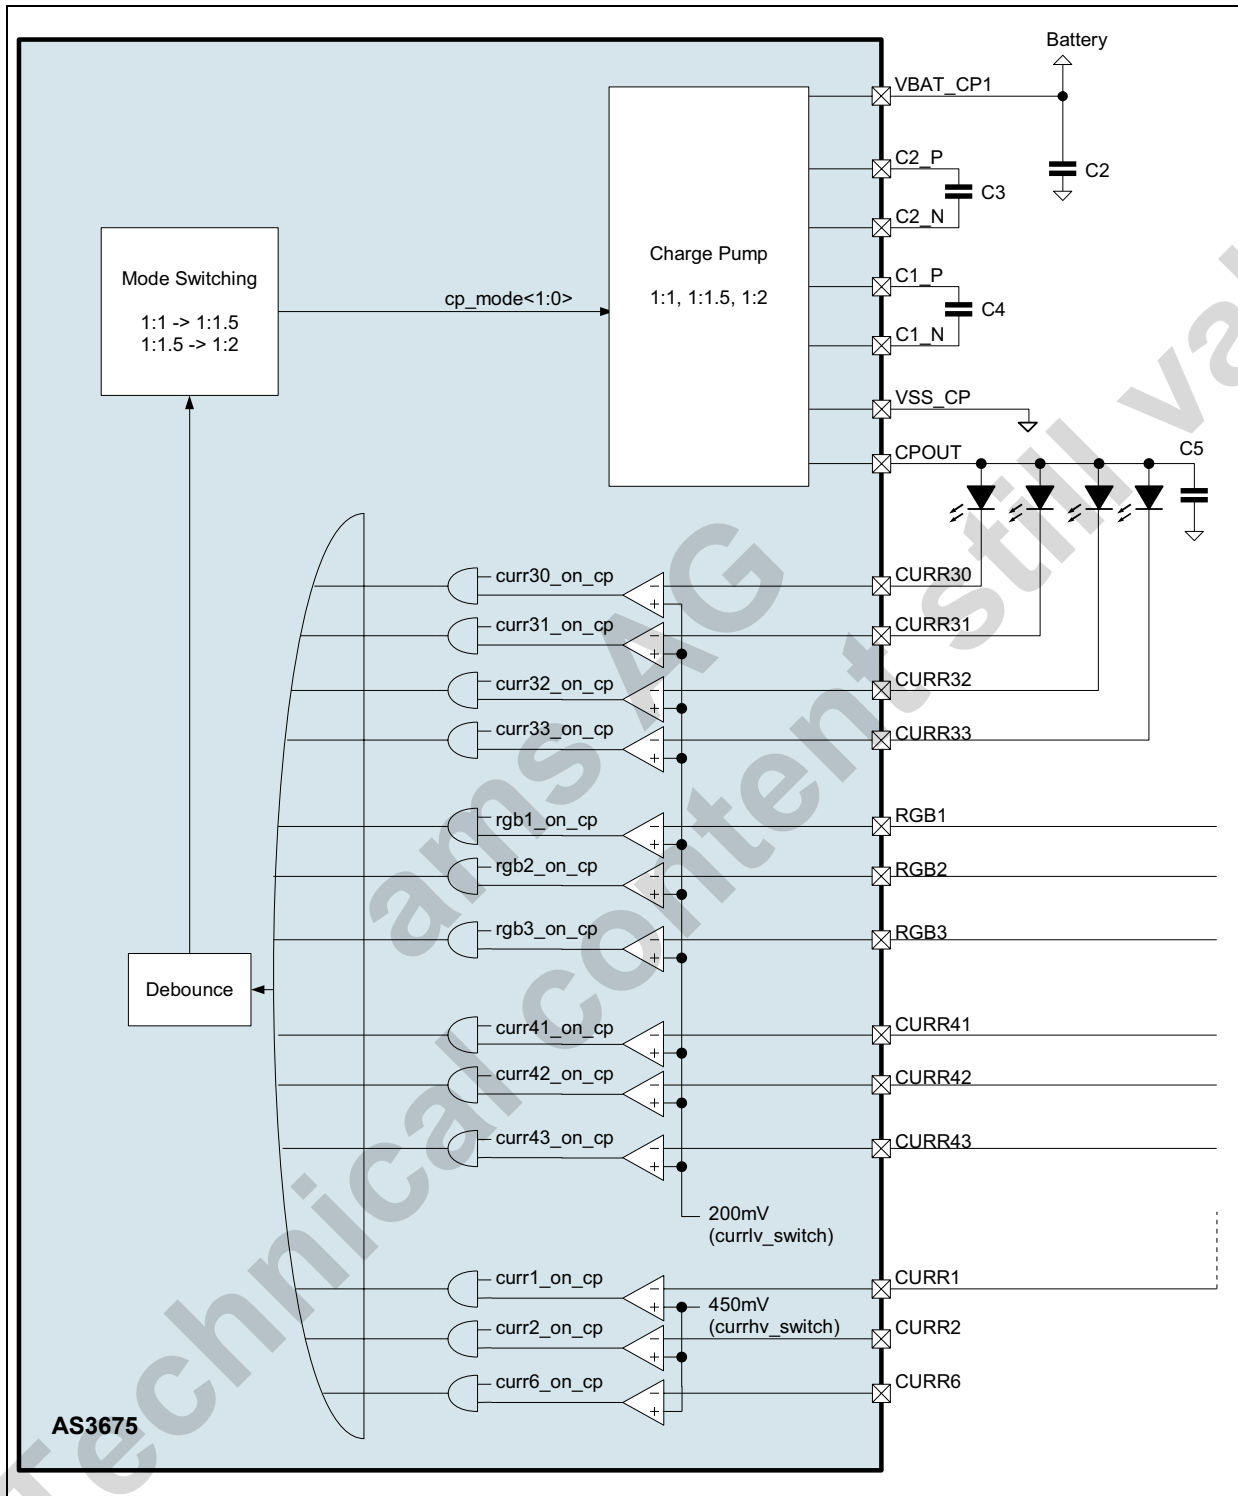 Battery
VBAT_CP1
C2
C2_P
C3
C2_N
Mode Switching
1:1 -> 1:1.5
1:1.5 -> 1:2
cp_mode<1:0>
Charge Pump
1:1, 1:1.5, 1:2
C1_P
C4
C1_N
VSS_CP
CPOUT
C5
curr30_on_cp
CURR30
curr31_on_cp
CURR31
curr32_on_cp
CURR32
curr33_on_cp
CURR33
rgb1_on_cp
RGB1
rgb2_on_cp
RGB2
rgb3_on_cp
RGB3
Debounce
curr41_on_cp
CURR41
curr42_on_cp
CURR42
curr43_on_cp
CURR43
200mV
(currlv_switch)
curr1_on_cp
CURR1
450mV
(currhv_switch)
curr2_on_cp
CURR2
curr6_on_cp
CURR6
AS3675
ams AG
Technical content still va